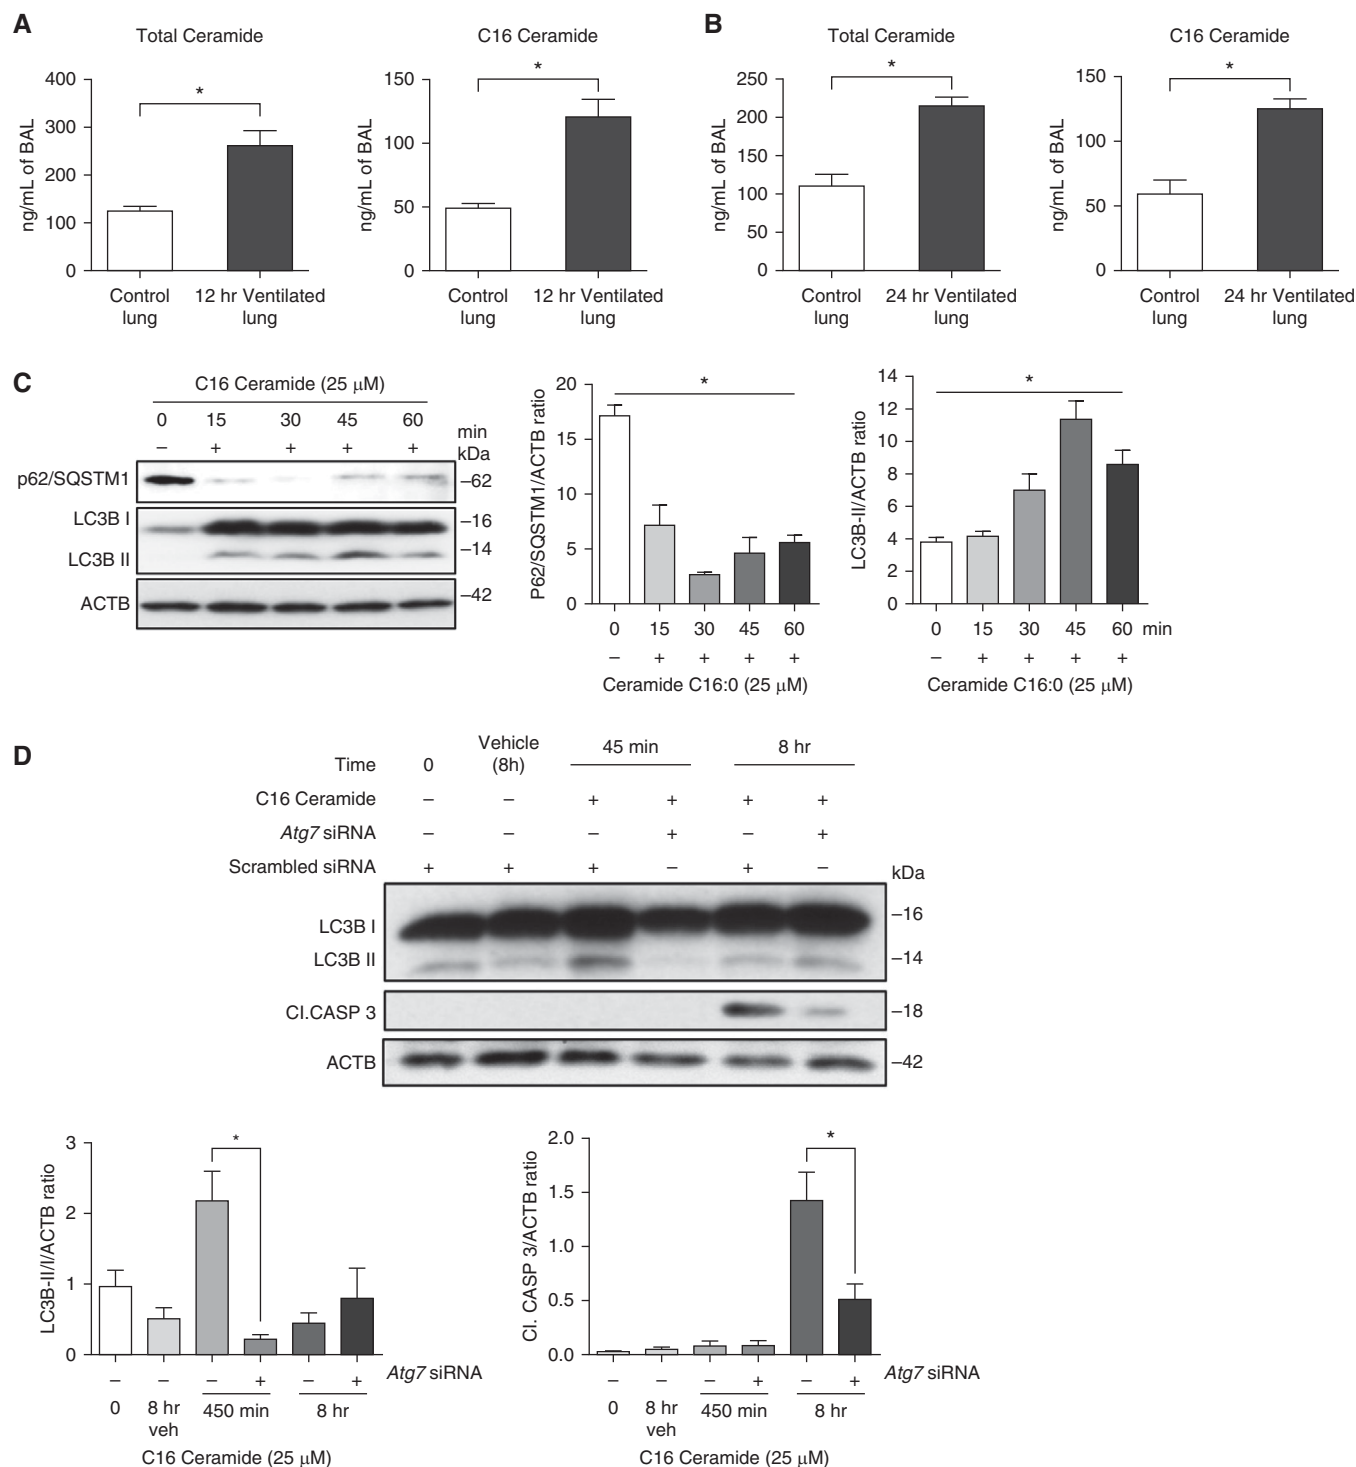 A
Total Ceramide
400
300
200
100
0
ng/mL of BAL
*
Control
lung
12 hr Ventilated
lung
C16 Ceramide
150
100
50
0
ng/mL of BAL
*
Control
lung
12 hr Ventilated
lung
B
Total Ceramide
250
200
150
100
50
0
ng/mL of BAL
*
Control
lung
24 hr Ventilated
lung
C16 Ceramide
150
100
50
0
ng/mL of BAL
*
Control
lung
24 hr Ventilated
lung
C
C16 Ceramide (25 μM)
0 15 30 45 60 min
– + + + + kDa
p62/SQSTM1 –62
LC3B I –16
LC3B II –14
ACTB –42
20
15
10
5
0
P62/SQSTM1/ACTB ratio
*
0 15 30 45 60
– + + + +
Ceramide C16:0 (25 μM)
14
12
10
8
6
4
2
0
LC3B-II/ACTB ratio
*
0 15 30 45 60 min
– + + + +
Ceramide C16:0 (25 μM)
D
Time 0 Vehicle (8h) 45 min 8 hr
C16 Ceramide – – + + + +
Atg7 siRNA – – – + – +
Scrambled siRNA + + + – + –
kDa
LC3B I –16
LC3B II –14
Cl.CASP 3 –18
ACTB –42
3
2
1
0
LC3B-II/I/ACTB ratio
*
– – – + – + Atg7 siRNA
0 8 hr veh 450 min 8 hr
C16 Ceramide (25 μM)
2.0
1.5
1.0
0.5
0.0
Cl. CASP 3/ACTB ratio
*
– – – + – + Atg7 siRNA
0 8 hr veh 450 min 8 hr
C16 Ceramide (25 μM)